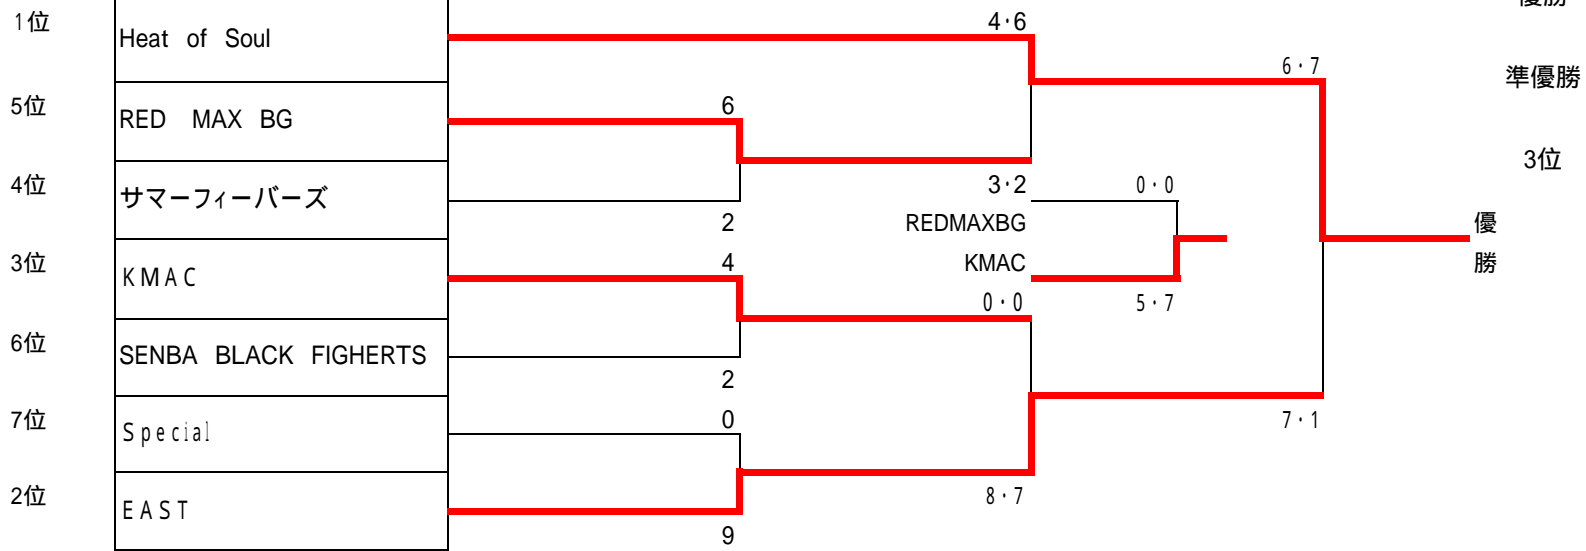 優勝
1位
Heat of Soul
4・6
6・7
準優勝
5位
RED MAX BG
6
3位
4位
サマーフィーバーズ
2
3・2
0・0
REDMAXBG
優
勝
3位
KMAC
4
KMAC
0・0
5・7
6位
SENBA BLACK FIGHERTS
2
7位
Special
0
7・1
2位
EAST
8・7
9